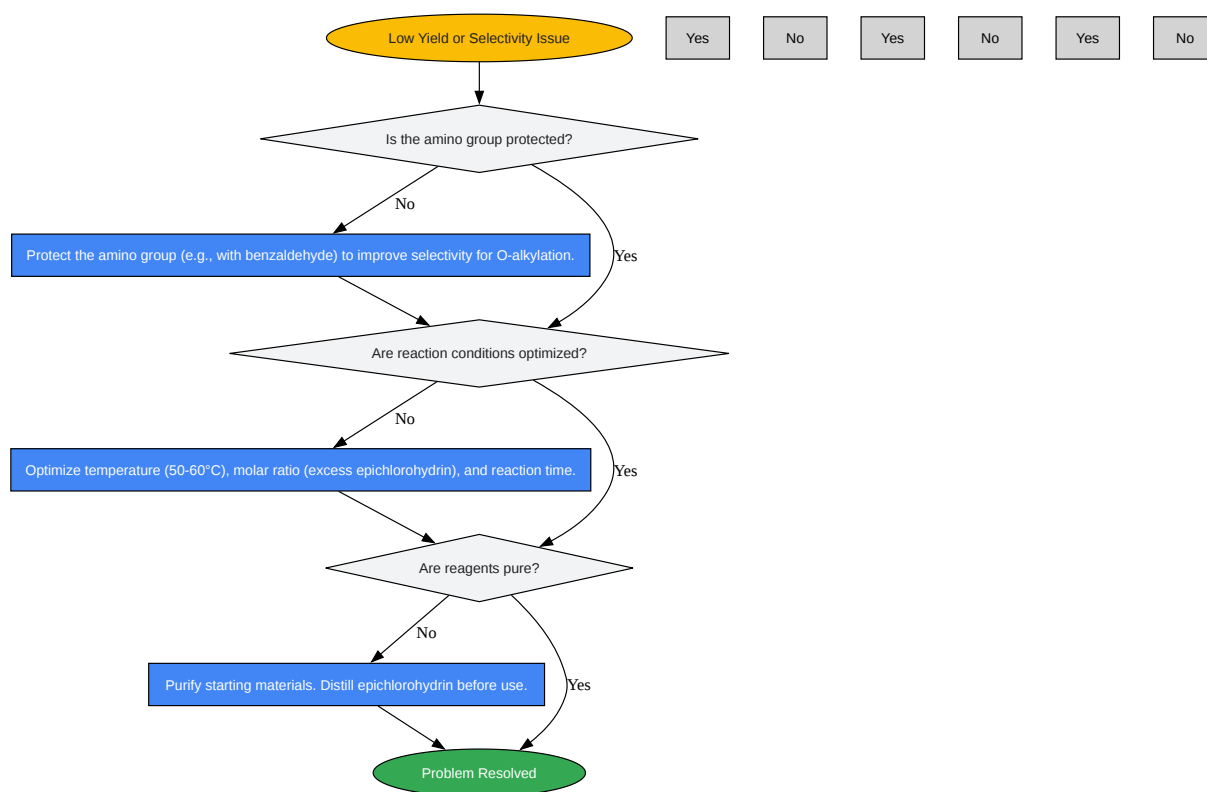 Low Yield or Selectivity Issue
Yes
No
Yes
No
Yes
No
Is the amino group protected?
No
Protect the amino group (e.g., with benzaldehyde) to improve selectivity for O-alkylation.
Yes
Are reaction conditions optimized?
No
Optimize temperature (50-60°C), molar ratio (excess epichlorohydrin), and reaction time.
Yes
Are reagents pure?
No
Purify starting materials. Distill epichlorohydrin before use.
Yes
Problem Resolved